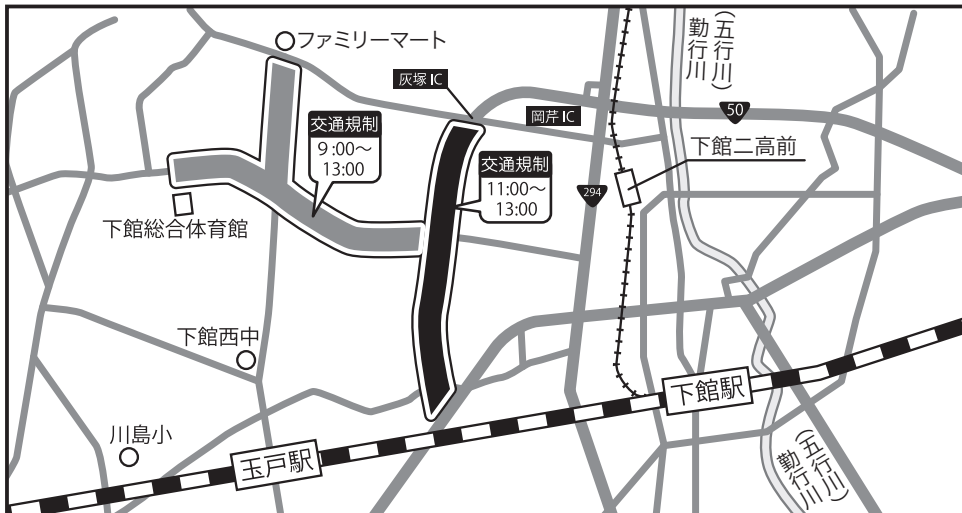 ファミリーマート
(五行川)
勤行川
灰塚 IC
岡芹 IC
50
交通規制
9:00〜
13:00
交通規制
11:00〜
13:00
下館二高前
294
下館総合体育館
下館西中
下館駅
川島小
玉戸駅
(五行川)
勤行川